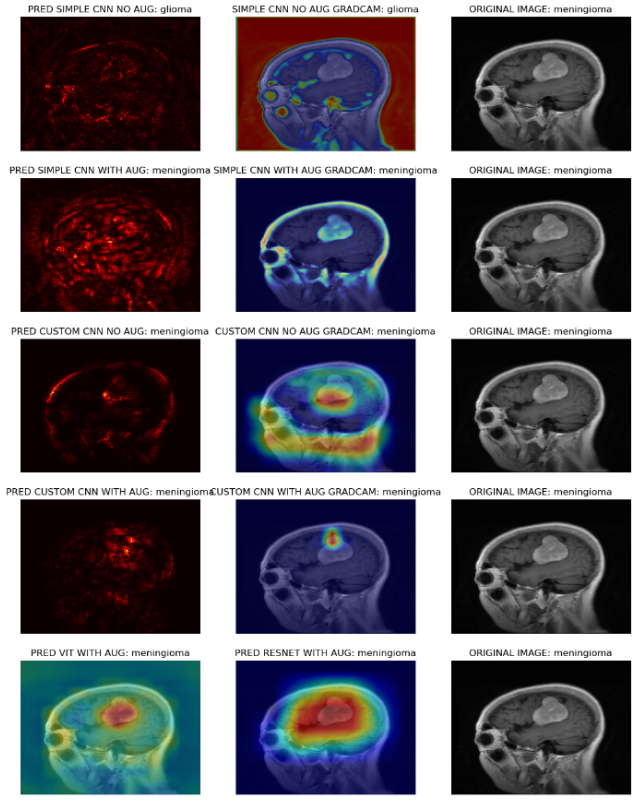 PRED SIMPLE CNN NO AUG: glioma
SIMPLE CNN NO AUG GRADCAM: glioma
ORIGINAL IMAGE: meningioma
PRED SIMPLE CNN WITH AUG: meningioma
SIMPLE CNN WITH AUG GRADCAM: meningioma
ORIGINAL IMAGE: meningioma
PRED CUSTOM CNN NO AUG: meningioma
CUSTOM CNN NO AUG GRADCAM: meningioma
ORIGINAL IMAGE: meningioma
PRED CUSTOM CNN WITH AUG: meningioma
CUSTOM CNN WITH AUG GRADCAM: meningioma
ORIGINAL IMAGE: meningioma
PRED VIT WITH AUG: meningioma
PRED RESNET WITH AUG: meningioma
ORIGINAL IMAGE: meningioma